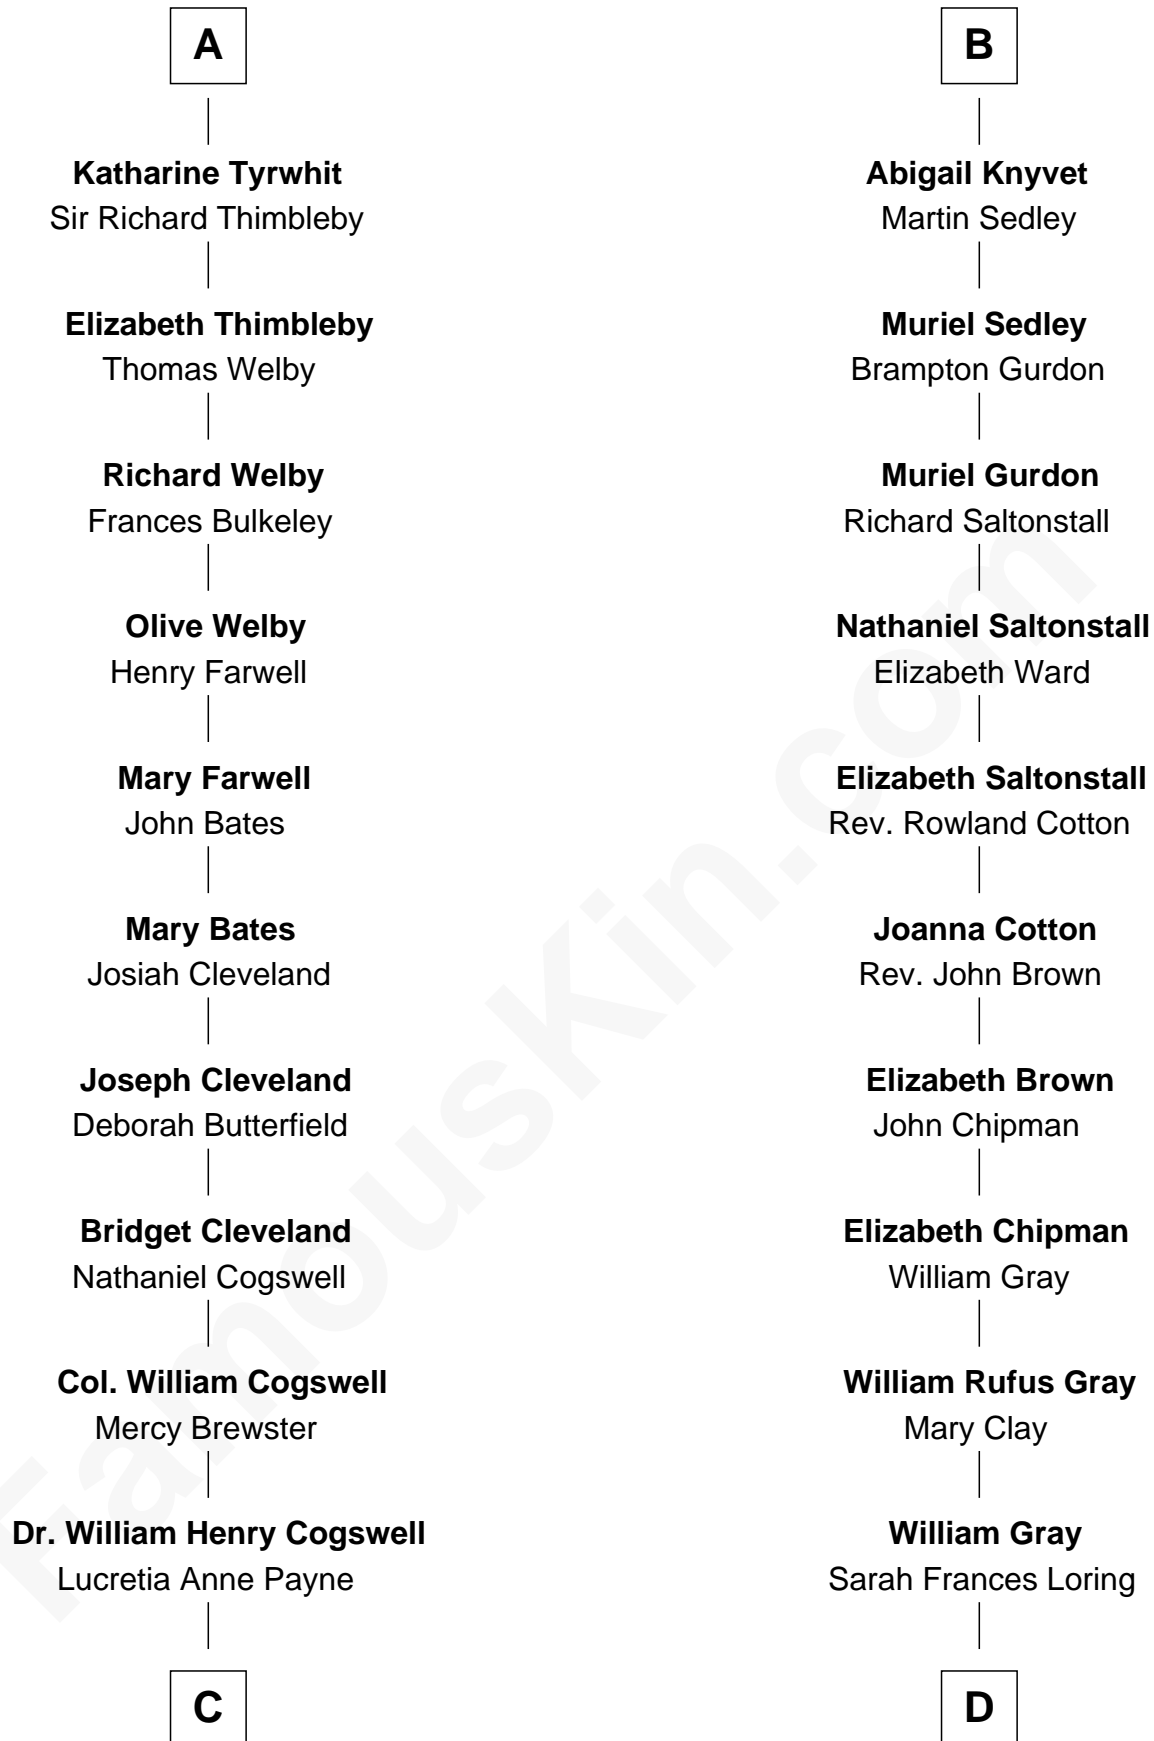 A
Katharine Tyrwhit
Sir Richard Thimbleby
Elizabeth Thimbleby
Thomas Welby
Richard Welby
Frances Bulkeley
Olive Welby
Henry Farwell
Mary Farwell
John Bates
Mary Bates
Josiah Cleveland
Joseph Cleveland
Deborah Butterfield
Bridget Cleveland
Nathaniel Cogswell
Col. William Cogswell
Mercy Brewster
Dr. William Henry Cogswell
Lucretia Anne Payne
C
B
Abigail Knyvet
Martin Sedley
Muriel Sedley
Brampton Gurdon
Muriel Gurdon
Richard Saltonstall
Nathaniel Saltonstall
Elizabeth Ward
Elizabeth Saltonstall
Rev. Rowland Cotton
Joanna Cotton
Rev. John Brown
Elizabeth Brown
John Chipman
Elizabeth Chipman
William Gray
William Rufus Gray
Mary Clay
William Gray
Sarah Frances Loring
D
FamousKin.com